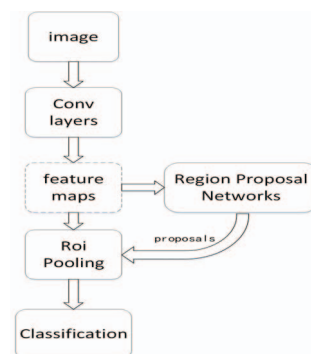 image
Conv
layers
feature
maps
Region Proposal
Networks
proposals
Roi
Pooling
Classification